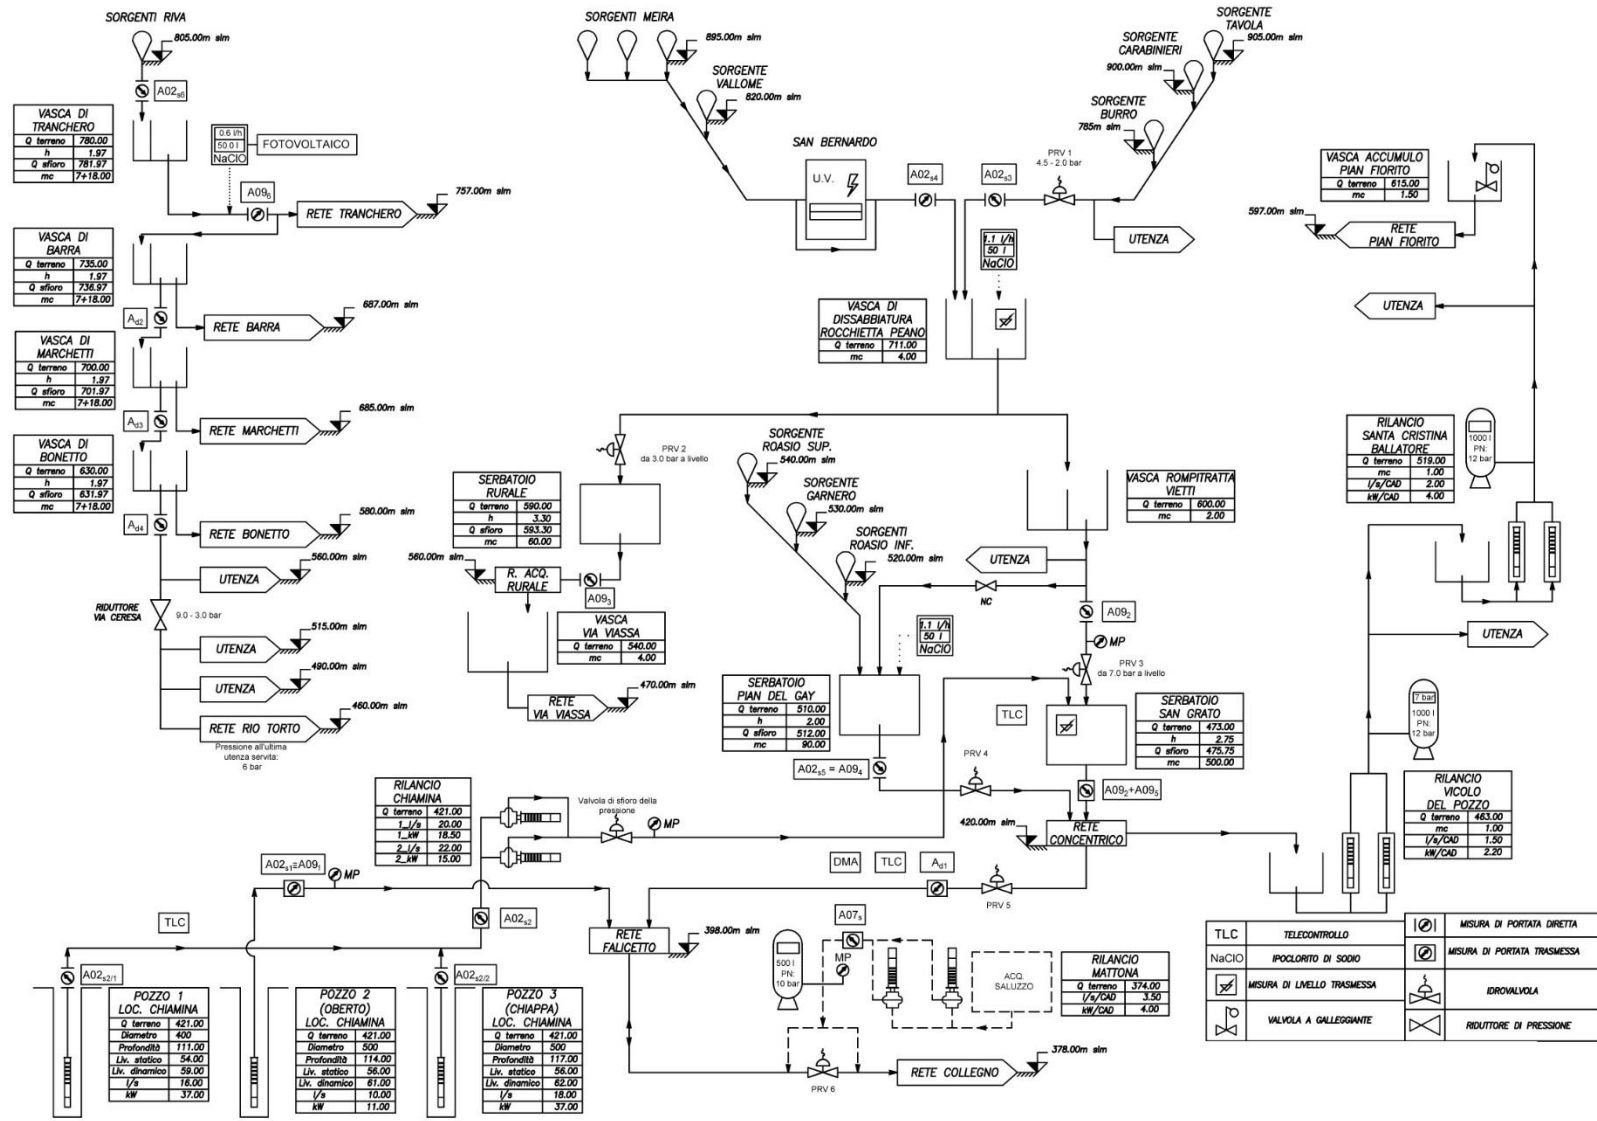 SORGENTI RIVA
805.00m slm
A02s6
VASCA DI
TRANCHERO
Q terreno 780.00
h 1.97
Q sfioro 781.97
mc 7+18.00
0.6 l/h
50.0 l
NaClO
FOTOVOLTAICO
A096
RETE TRANCHERO
757.00m slm
VASCA DI
BARRA
Q terreno 735.00
h 1.97
Q sfioro 736.97
mc 7+18.00
Ad2
RETE BARRA
687.00m slm
VASCA DI
MARCHETTI
Q terreno 700.00
h 1.97
Q sfioro 701.97
mc 7+18.00
Ad3
RETE MARCHETTI
685.00m slm
VASCA DI
BONETTO
Q terreno 630.00
h 1.97
Q sfioro 631.97
mc 7+18.00
Ad4
RETE BONETTO
580.00m slm
UTENZA
560.00m slm
RIDUTTORE
VIA CERESA
9.0 - 3.0 bar
UTENZA
515.00m slm
UTENZA
490.00m slm
RETE RIO TORTO
460.00m slm
Pressione all'ultima
utenza servita:
6 bar
SORGENTI MEIRA
895.00m slm
SORGENTE
VALLOME
820.00m slm
SAN BERNARDO
U.V.
A02s4
A02s3
PRV 1
4.5 - 2.0 bar
SORGENTE
TAVOLA
905.00m slm
SORGENTE
CARABINIERI
900.00m slm
SORGENTE
BURRO
785m slm
UTENZA
1.1 l/h
50 l
NaClO
VASCA DI
DISSABBIATURA
ROCCHIETTA PEANO
Q terreno 711.00
mc 4.00
PRV 2
da 3.0 bar a livello
SERBATOIO
RURALE
Q terreno 590.00
h 3.30
Q sfioro 593.30
mc 60.00
560.00m slm
R. ACQ.
RURALE
A093
VASCA
VIA VIASSA
Q terreno 540.00
mc 4.00
RETE
VIA VIASSA
470.00m slm
SORGENTE
ROASIO SUP.
540.00m slm
SORGENTE
GARNERO
530.00m slm
SORGENTI
ROASIO INF.
520.00m slm
VASCA ROMPITRATTA
VIETTI
Q terreno 600.00
mc 2.00
UTENZA
NC
A092
MP
PRV 3
da 7.0 bar a livello
1.1 l/h
50 l
NaClO
SERBATOIO
PIAN DEL GAY
Q terreno 510.00
h 2.00
Q sfioro 512.00
mc 90.00
A02s5 = A094
TLC
SERBATOIO
SAN GRATO
Q terreno 473.00
h 2.75
Q sfioro 475.75
mc 500.00
PRV 4
A092+A095
420.00m slm
RETE
CONCENTRICO
VASCA ACCUMULO
PIAN FIORITO
Q terreno 615.00
mc 1.50
597.00m slm
RETE
PIAN FIORITO
UTENZA
RILANCIO
SANTA CRISTINA
BALLATORE
Q terreno 519.00
mc 1.00
l/s/CAD 2.00
kW/CAD 4.00
1000 l
PN:
12 bar
UTENZA
7 bar
1000 l
PN:
12 bar
RILANCIO
VICOLO
DEL POZZO
Q terreno 463.00
mc 1.00
l/s/CAD 1.50
kW/CAD 2.20
RILANCIO
CHIAMINA
Q terreno 421.00
1_l/s 20.00
1_kW 18.50
2_l/s 22.00
2_kW 15.00
Valvola di sfioro della
pressione
MP
A02s1=A091
MP
A02s2
TLC
DMA
TLC
Ad1
PRV 5
RETE
FALICETTO
398.00m slm
A02s2/1
POZZO 1
LOC. CHIAMINA
Q terreno 421.00
Diametro 400
Profondità 111.00
Liv. statico 54.00
Liv. dinamico 59.00
l/s 16.00
kW 37.00
POZZO 2
(OBERTO)
LOC. CHIAMINA
Q terreno 421.00
Diametro 500
Profondità 114.00
Liv. statico 56.00
Liv. dinamico 61.00
l/s 10.00
kW 11.00
A02s2/2
POZZO 3
(CHIAPPA)
LOC. CHIAMINA
Q terreno 421.00
Diametro 500
Profondità 117.00
Liv. statico 56.00
Liv. dinamico 62.00
l/s 18.00
kW 37.00
A07s
500 l
PN:
10 bar
MP
ACQ.
SALUZZO
RILANCIO
MATTONA
Q terreno 374.00
l/s/CAD 3.50
kW/CAD 4.00
PRV 6
RETE COLLEGNO
378.00m slm
TLC TELECONTROLLO
NaClO IPOCLORITO DI SODIO
MISURA DI LIVELLO TRASMESSA
VALVOLA A GALLEGGIANTE
MISURA DI PORTATA DIRETTA
MISURA DI PORTATA TRASMESSA
IDROVALVOLA
RIDUTTORE DI PRESSIONE